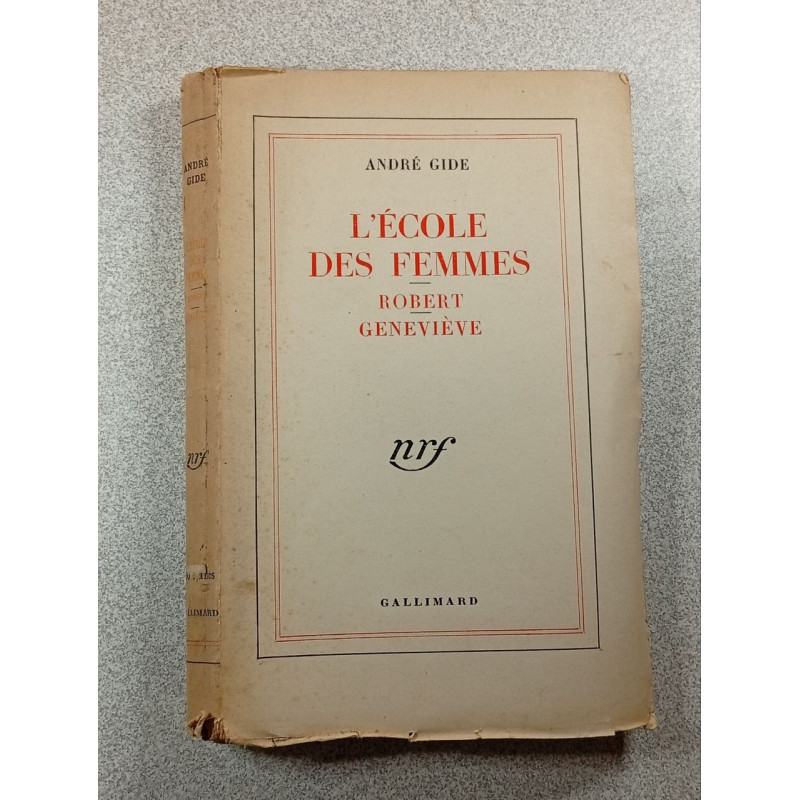 ANDRÉ GIDE
L'ÉCOLE
DES FEMMES
ROBERT
GENEVIÈVE
nrf
GALLIMARD
ANDRÉ
GIDE
nrf